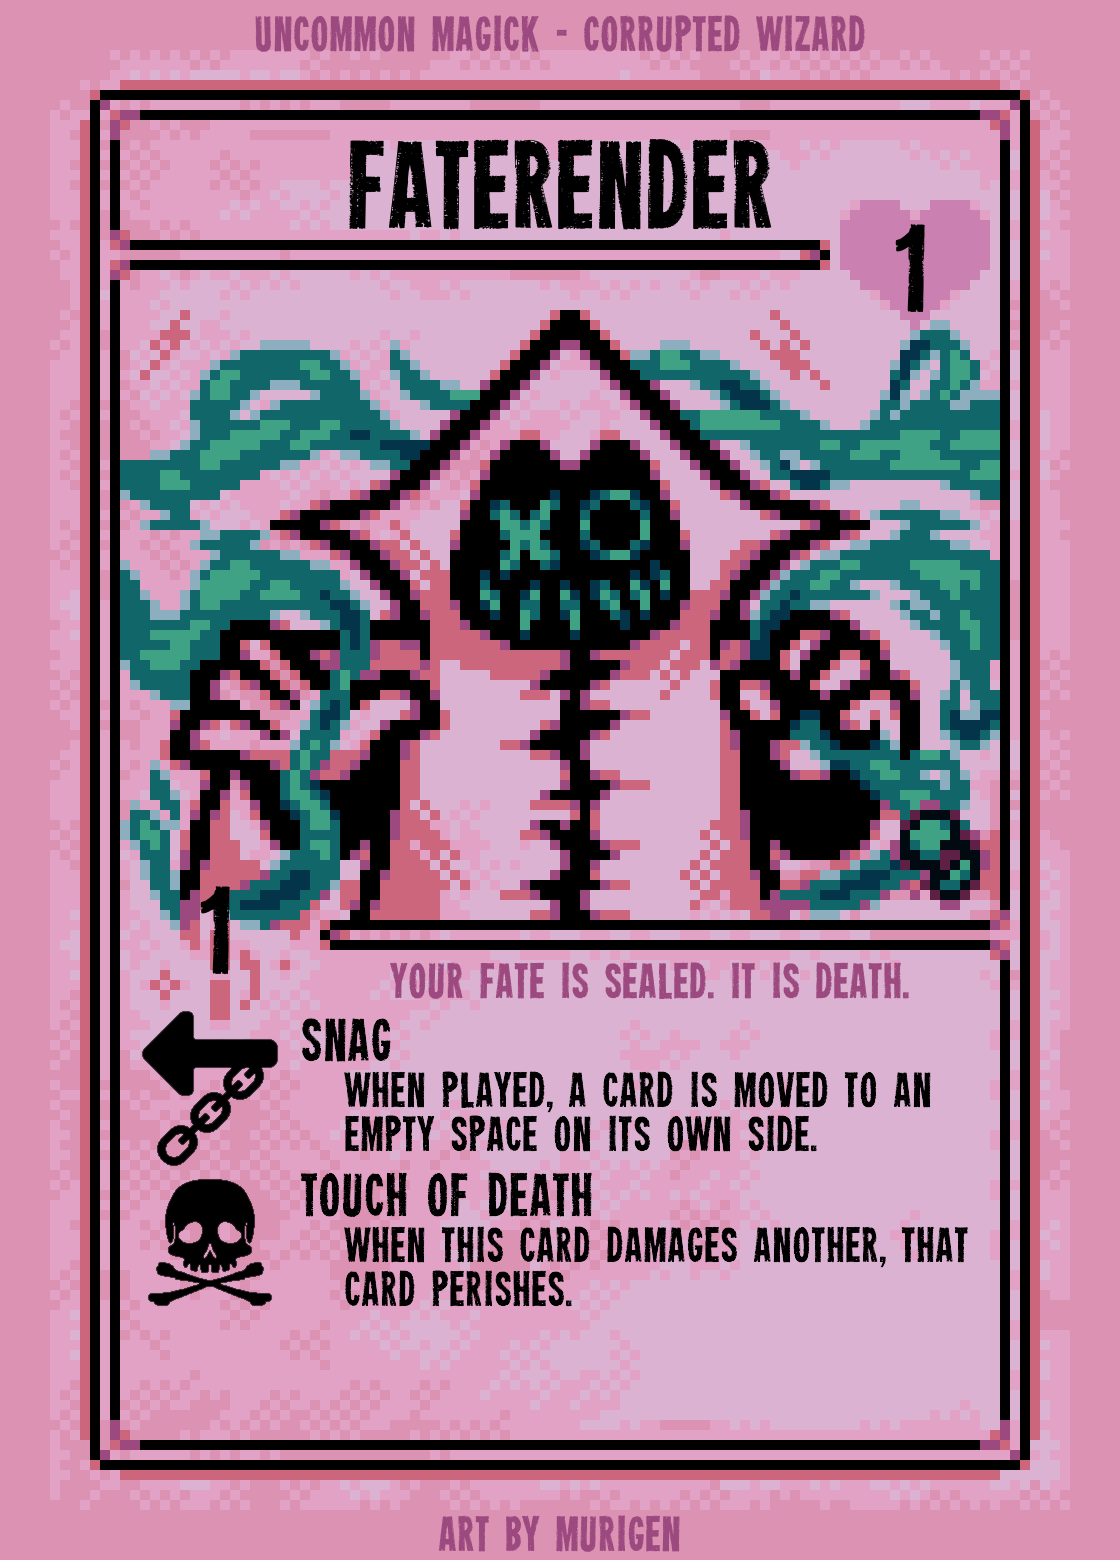 UNCOMMON MAGICK - CORRUPTED WIZARD
FATERENDER
1
1
YOUR FATE IS SEALED. IT IS DEATH.
SNAG
WHEN PLAYED, A CARD IS MOVED TO AN
EMPTY SPACE ON ITS OWN SIDE.
TOUCH OF DEATH
WHEN THIS CARD DAMAGES ANOTHER, THAT
CARD PERISHES.
ART BY MURIGEN